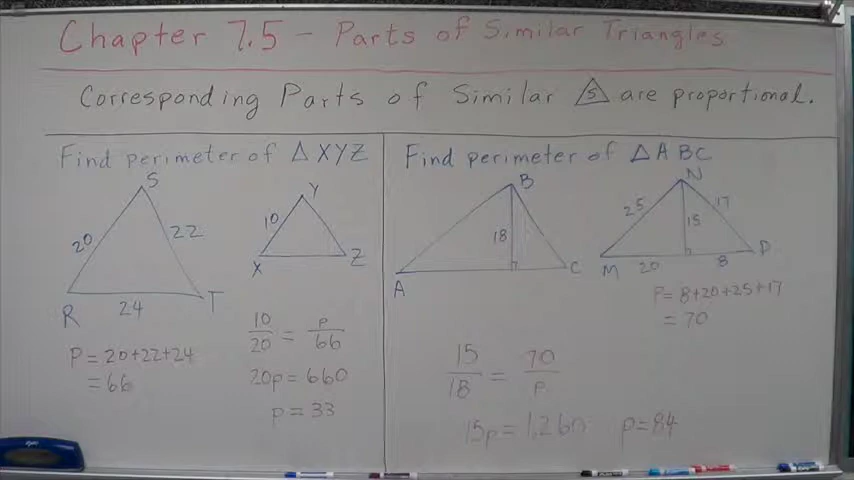 Chapter 7.5 - Parts of Similar Triangles
Corresponding Parts of Similar △s are proportional.
Find perimeter of △XYZ
S
20
22
R
24
T
P = 20+22+24
= 66
Y
10
X
Z
10/20 = p/66
20p = 660
p = 33
Find perimeter of △ABC
B
18
A
C
N
25
17
15
M
20
8
D
P = 8+20+25+17
= 70
15/18 = 70/p
15p = 1,260 p = 84